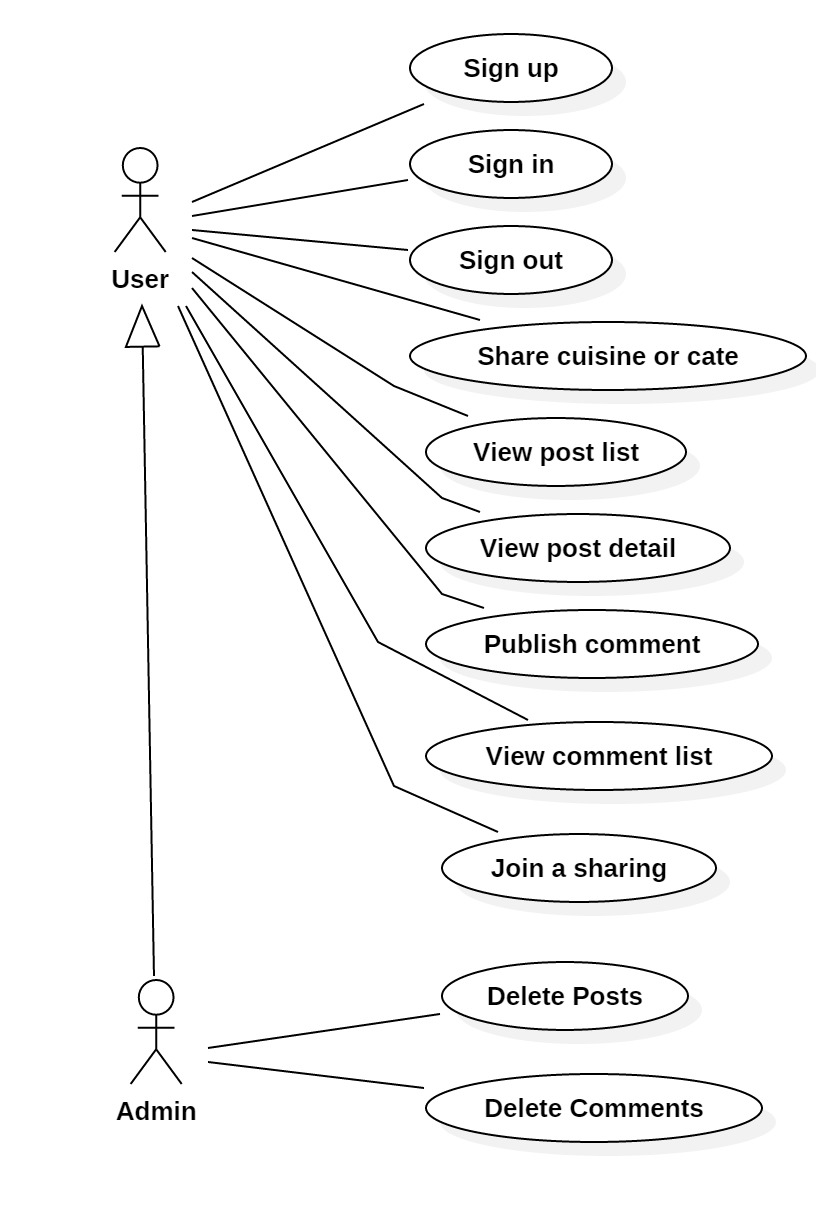 Sign up
Sign in
User
Sign out
Share cuisine or cate
View post list
View post detail
Publish comment
View comment list
Join a sharing
Delete Posts
Admin
Delete Comments